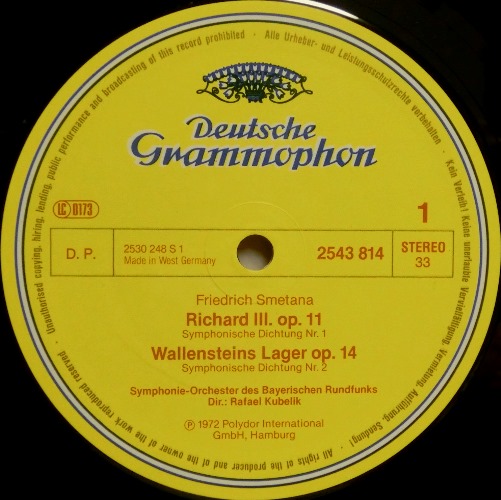 Unauthorised copying, hiring, lending, public performance and broadcasting of this record prohibited · Alle Urheber- und Leistungsschutzrechte vorbehalten · Kein Verleih! Keine unerlaubte Vervielfältigung, Vermietung, Aufführung, Sendung! · All rights of the producer and of the owner of the work reproduced reserved ·
Deutsche
Grammophon
LC 0173
1
D. P.
2530 248 S 1
Made in West Germany
2543 814
STEREO
33
Friedrich Smetana
Richard III. op. 11
Symphonische Dichtung Nr. 1
Wallensteins Lager op. 14
Symphonische Dichtung Nr. 2
Symphonie-Orchester des Bayerischen Rundfunks
Dir.: Rafael Kubelik
Ⓟ 1972 Polydor International
GmbH, Hamburg